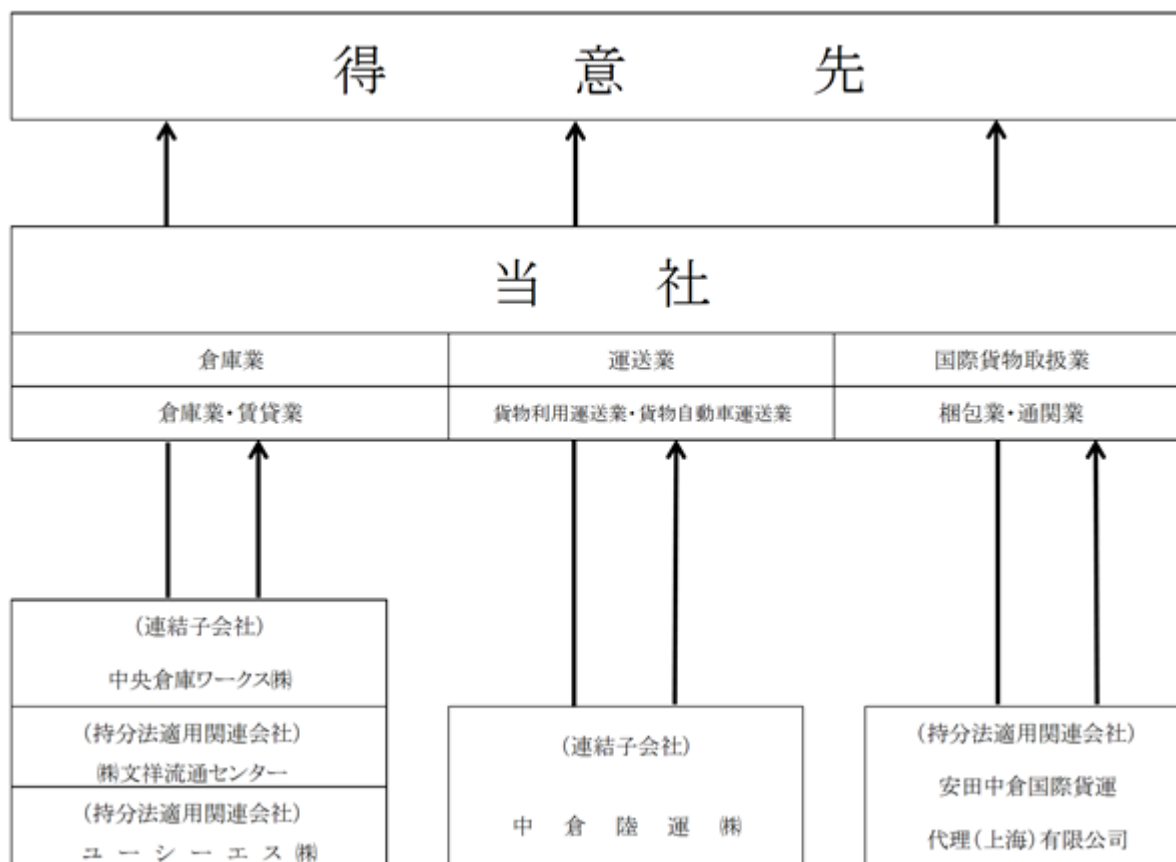 得意先
当社
倉庫業 運送業 国際貨物取扱業
倉庫業・賃貸業 貨物利用運送業・貨物自動車運送業 梱包業・通関業
(連結子会社)
中央倉庫ワークス㈱
(持分法適用関連会社)
㈱文祥流通センター
(持分法適用関連会社)
ユーシーエス㈱
(連結子会社)
中倉陸運㈱
(持分法適用関連会社)
安田中倉国際貨運
代理(上海)有限公司